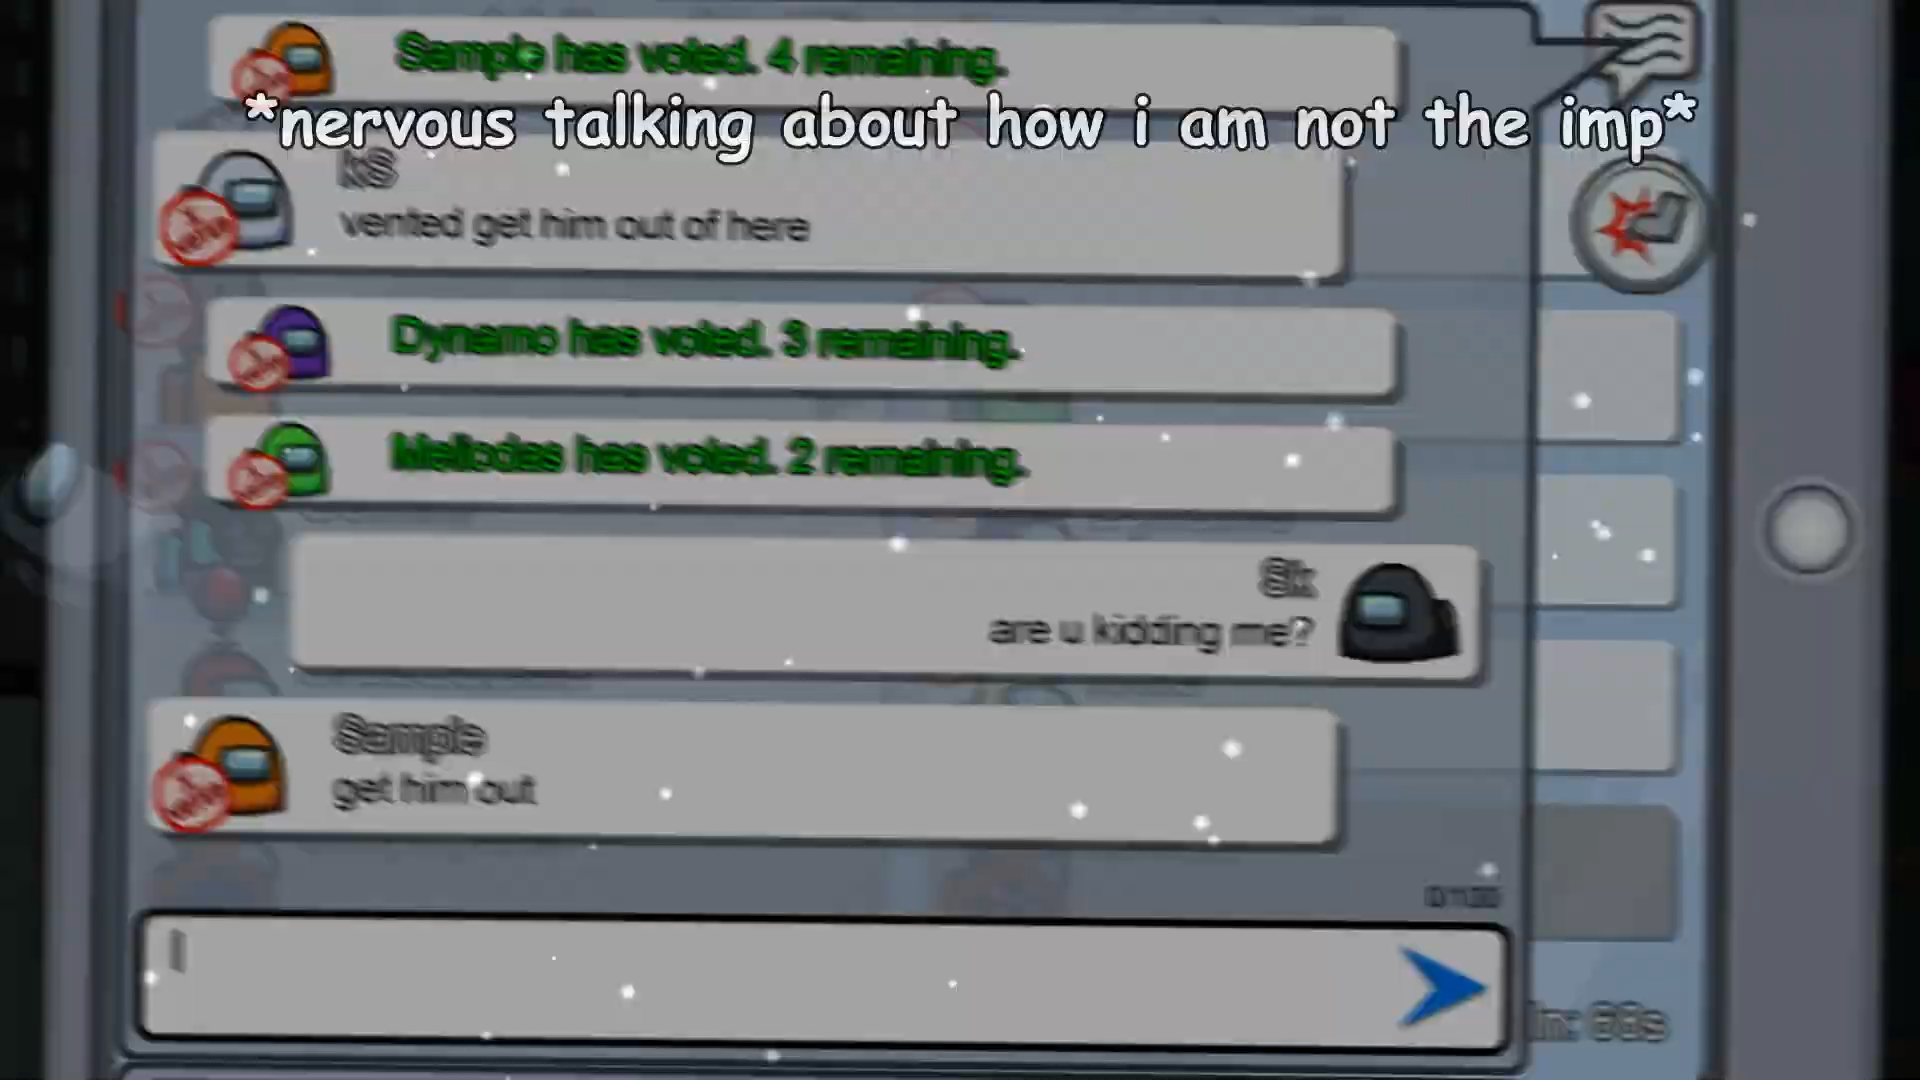 Sample has voted. 4 remaining.
*nervous talking about how i am not the imp*
vented get him out of here
Dynamo has voted. 3 remaining.
Meliodas has voted. 2 remaining.
are u kidding me?
Sample
get him out